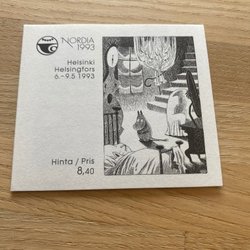 NORDIA
1993
Helsinki
Helsingfors
6.–9.5 1993
Hinta / Pris
8,40